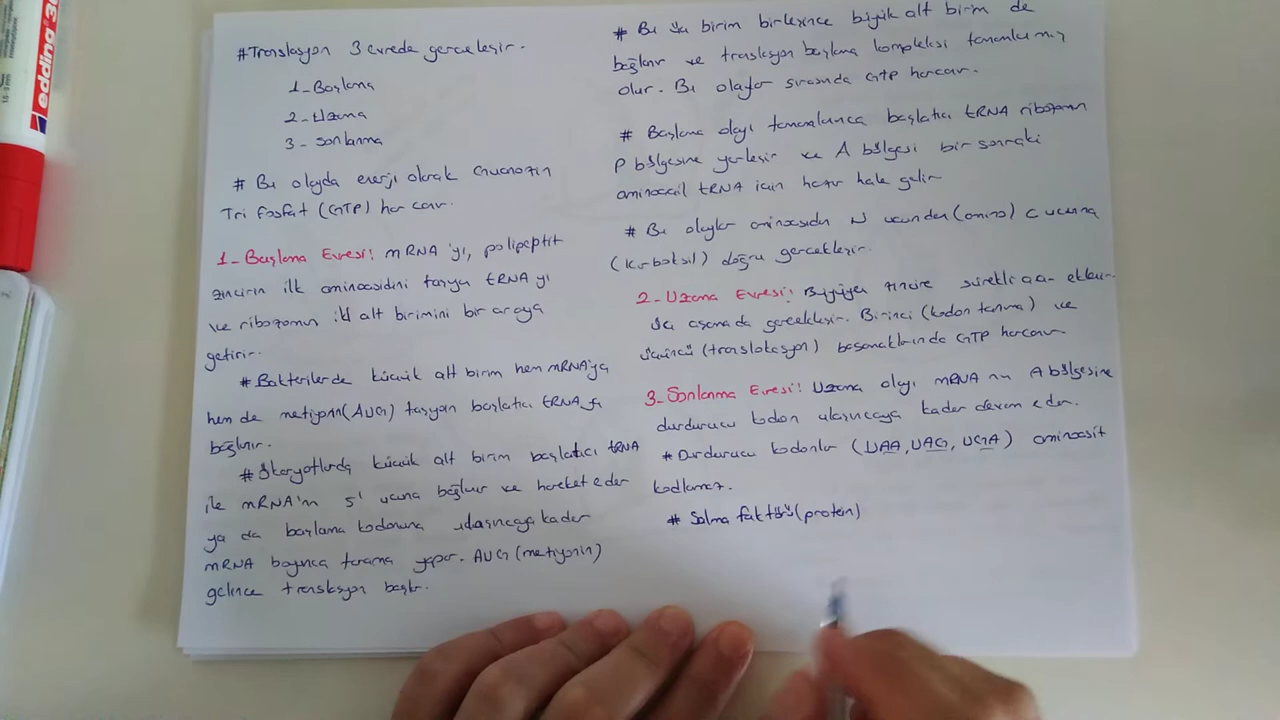 #Translasyon 3 evrede gerçekleşir.
1-Başlama
2-Uzama
3-Sonlanma
# Bu olayda enerji olarak Guanozin
Tri fosfat (GTP) harcar.
1-Başlama Evresi: mRNA'yı, polipeptit
zincirin ilk aminoasidini taşıyan tRNA yı
ve ribozomun iki alt birimini bir araya
getirir.
# Bakterilerde küçük alt birim hem mRNA'ya
hem de metiyonin(AUG) taşıyan başlatıcı tRNA ya
bağlanır.
# Ökaryotlarda küçük alt birim başlatıcı tRNA
ile mRNA'nın 5' ucuna bağlanır ve hareket eder
ya da başlama kodonuna ulaşıncaya kadar
mRNA boyunca tarama yapar. AUG (metiyonin)
gelince translasyon başlar.
# Bu iki birim birleşince büyük alt birim de
bağlanır ve translasyon başlama kompleksi tamamlanmış
olur. Bu olaylar sırasında GTP harcar.
# Başlama olayı tamamlanınca başlatıcı tRNA ribozomun
P bölgesine yerleşir ve A bölgesi bir sonraki
aminoaçil tRNA için hazır hale gelir
# Bu olaylar aminoasidin N ucundan (amino) C ucuna
(karboksil) doğru gerçekleşir.
2-Uzama Evresi: Büyüyen zincire sürekli a.a. eklenir.
Üç aşamada gerçekleşir. Birinci (kodon tanıma) ve
üçüncü (translokasyon) basamaklarında GTP harcanır
3-Sonlanma Evresi: Uzama olayı mRNA nın A bölgesine
durdurucu kodon ulaşıncaya kadar devam eder.
# Durdurucu kodonlar (UAA, UAG, UGA) aminoasit
kodlamaz.
# Salma faktörü (protein)
edding